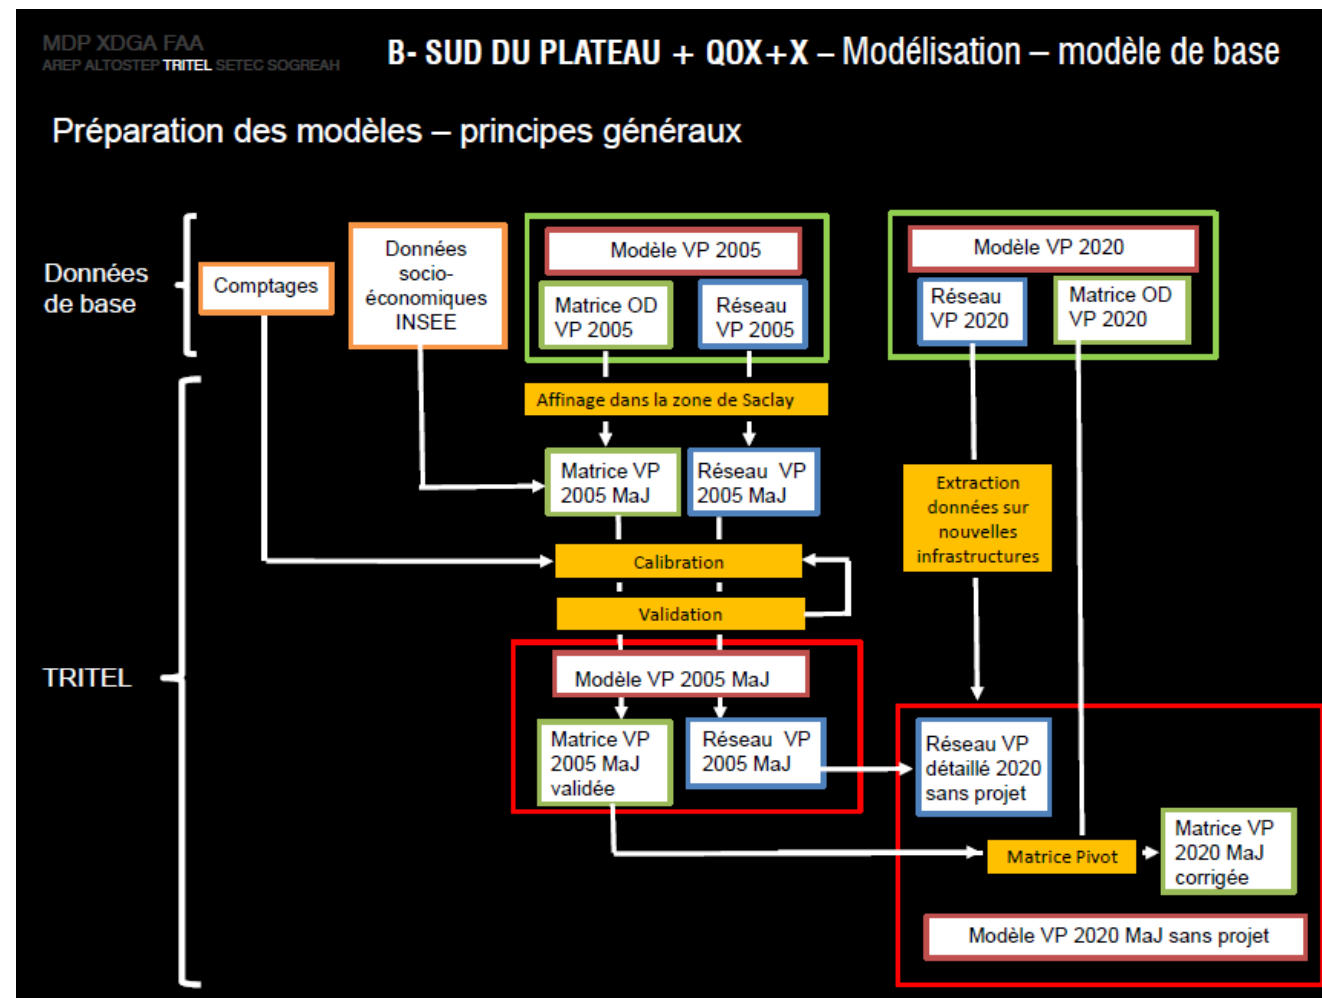 MDP XDGA FAA
AREP ALTOSTEP TRITEL SETEC SOGREAH
B- SUD DU PLATEAU + QOX+X – Modélisation – modèle de base
Préparation des modèles – principes généraux
Données
de base
Comptages
Données
socio-
économiques
INSEE
Modèle VP 2005
Matrice OD
VP 2005
Réseau
VP 2005
Modèle VP 2020
Réseau
VP 2020
Matrice OD
VP 2020
Affinage dans la zone de Saclay
Matrice VP
2005 MaJ
Réseau VP
2005 MaJ
Extraction
données sur
nouvelles
infrastructures
Calibration
Validation
TRITEL
Modèle VP 2005 MaJ
Matrice VP
2005 MaJ
validée
Réseau VP
2005 MaJ
Réseau VP
détaillé 2020
sans projet
Matrice Pivot
Matrice VP
2020 MaJ
corrigée
Modèle VP 2020 MaJ sans projet